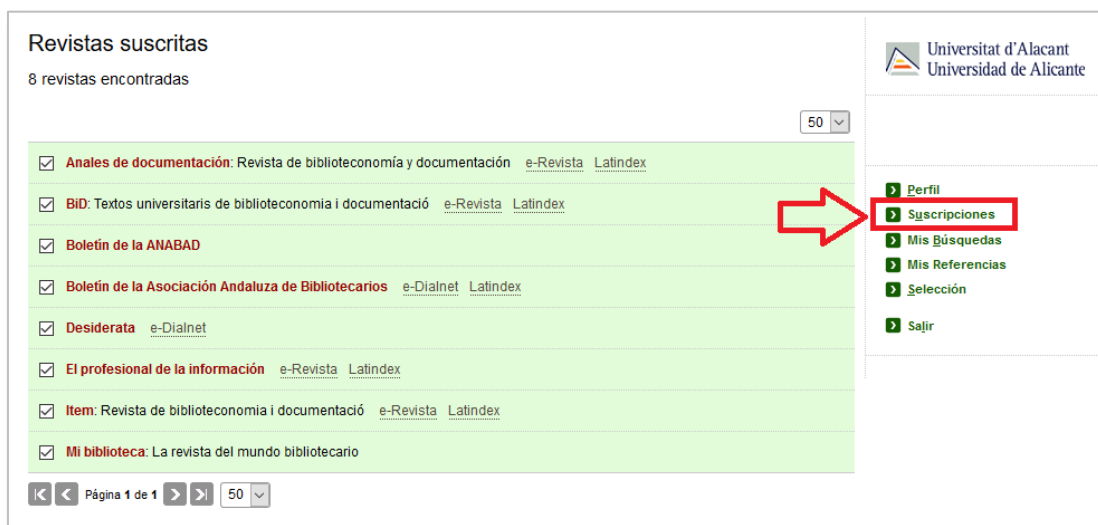 Revistas suscritas
8 revistas encontradas
50
Anales de documentación: Revista de biblioteconomía y documentación e-Revista Latindex
BiD: Textos universitaris de biblioteconomia i documentació e-Revista Latindex
Boletín de la ANABAD
Boletín de la Asociación Andaluza de Bibliotecarios e-Dialnet Latindex
Desiderata e-Dialnet
El profesional de la información e-Revista Latindex
Item: Revista de biblioteconomia i documentació e-Revista Latindex
Mi biblioteca: La revista del mundo bibliotecario
Página 1 de 1 50
Universitat d'Alacant
Universidad de Alicante
Perfil
Suscripciones
Mis Búsquedas
Mis Referencias
Selección
Salir